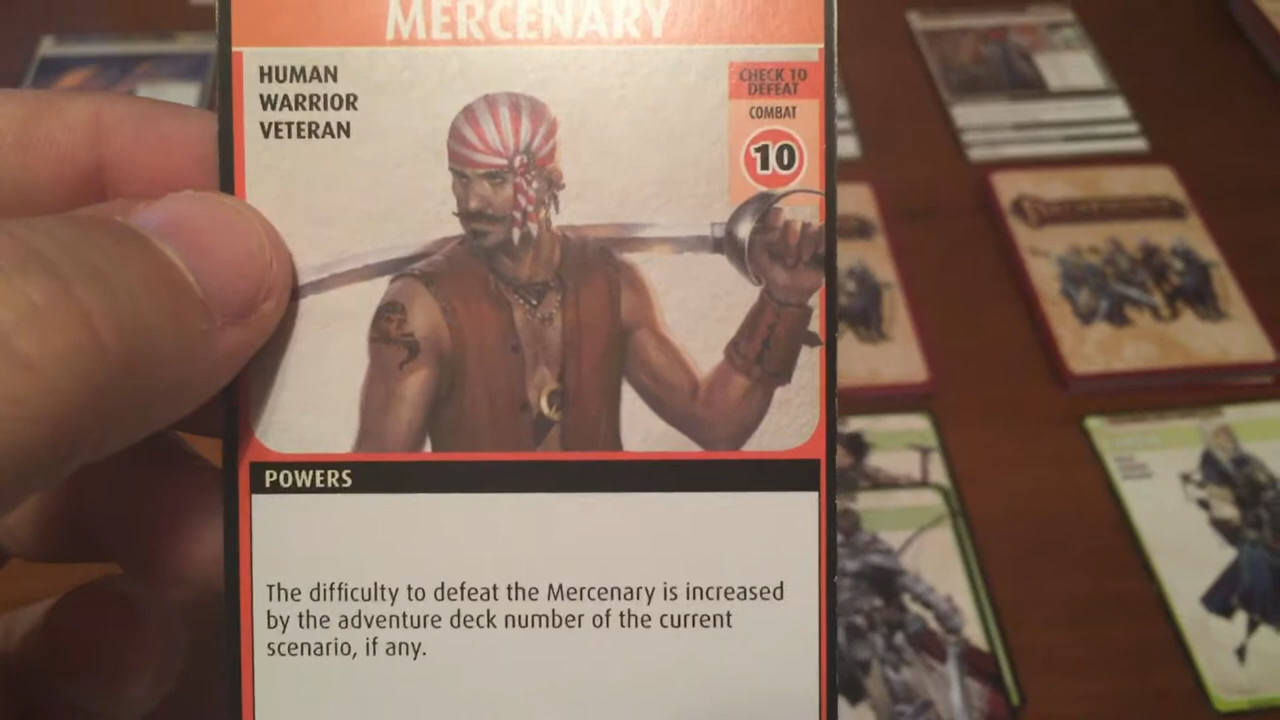 MERCENARY
HUMAN
WARRIOR
VETERAN
CHECK TO
DEFEAT
COMBAT
10
POWERS
The difficulty to defeat the Mercenary is increased
by the adventure deck number of the current
scenario, if any.
PATHFINDER